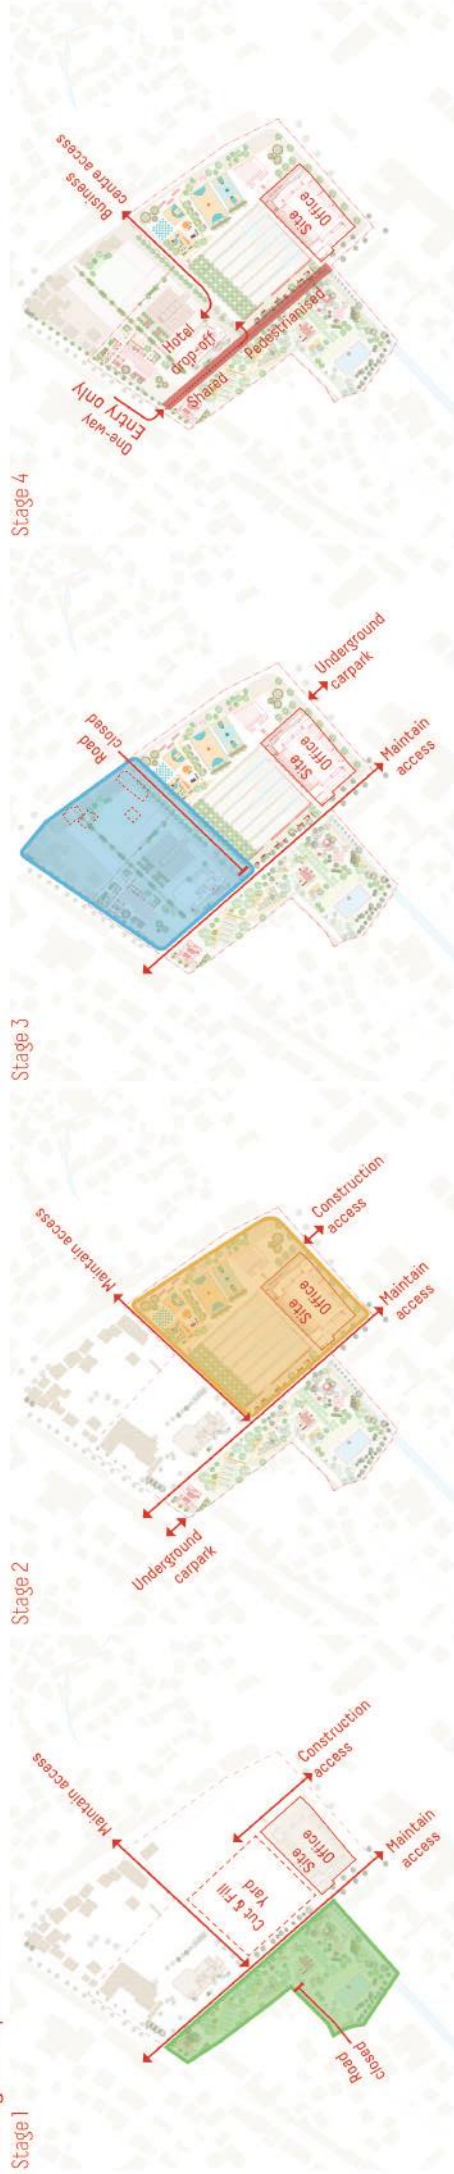 Stage 1
Maintain access
Construction
access
Cut & Fill
Yard
Site
Office
Maintain
access
Road
closed
Stage 2
Maintain access
Construction
access
Site
Office
Maintain
access
Underground
carpark
Stage 3
Road
closed
Underground
carpark
Site
Office
Maintain
access
Stage 4
Business
centre access
One-way
Entry only
Hotel
drop-off
Shared
Pedestrianised
Site
Office